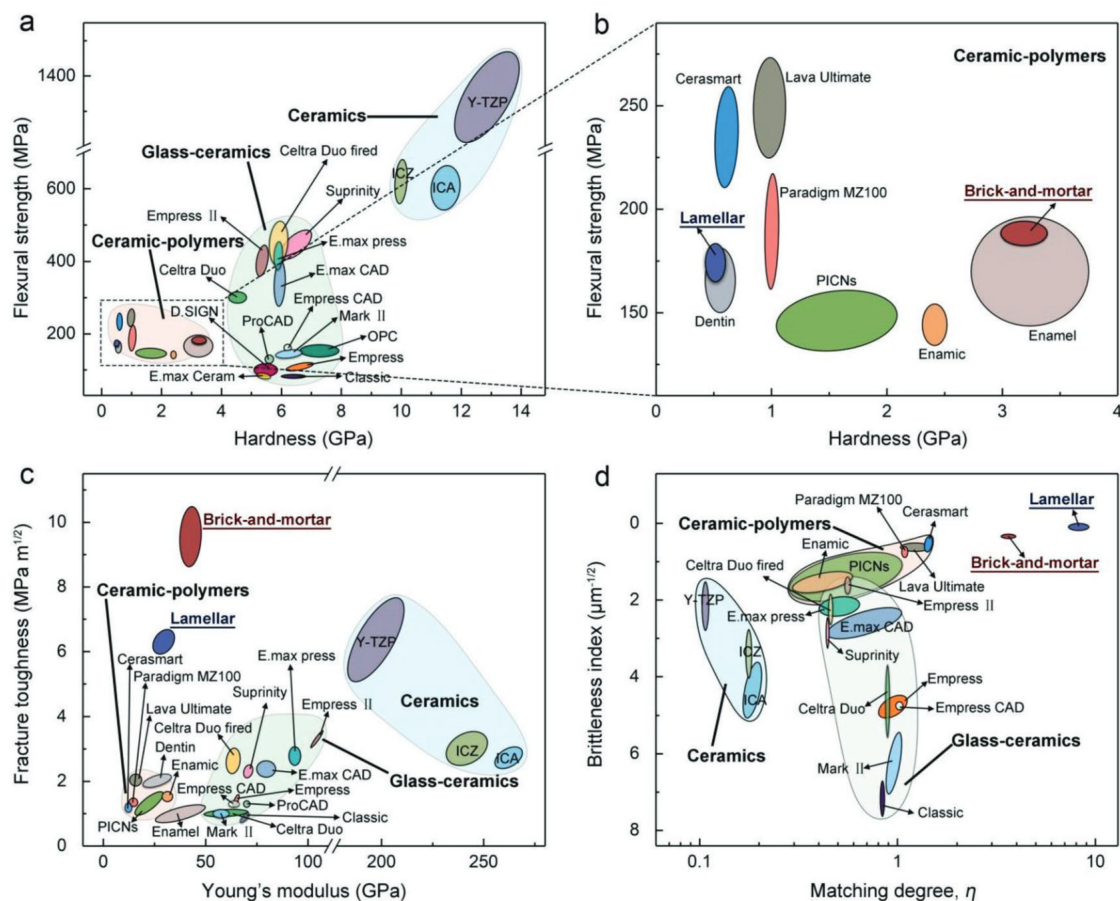 a
Flexural strength (MPa)
1400
600
400
200
0
2
4
6
8
10
12
14
Hardness (GPa)
Ceramics
Y-TZP
Glass-ceramics
Celtra Duo fired
ICZ
ICA
Suprinity
Empress II
Ceramic-polymers
E.max press
Celtra Duo
E.max CAD
Empress CAD
D.SIGN
ProCAD
Mark II
OPC
Empress
E.max Ceram
Classic
b
Ceramic-polymers
Flexural strength (MPa)
250
200
150
0
1
2
3
4
Hardness (GPa)
Cerasmart
Lava Ultimate
Paradigm MZ100
Brick-and-mortar
Lamellar
PICNs
Dentin
Enamic
Enamel
c
Fracture toughness (MPa m1/2)
10
8
6
4
2
0
0
50
100
200
250
Young's modulus (GPa)
Brick-and-mortar
Ceramic-polymers
Lamellar
Y-TZP
Cerasmart
E.max press
Paradigm MZ100
Suprinity
Ceramics
Lava Ultimate
Empress II
Celtra Duo fired
Dentin
ICZ
ICA
Enamic
E.max CAD
Glass-ceramics
Empress CAD
Empress
ProCAD
PICNs
Classic
Enamel
Mark II
Celtra Duo
d
Brittleness index (μm-1/2)
0
2
4
6
8
0.1
1
10
Matching degree, η
Paradigm MZ100
Lamellar
Ceramic-polymers
Cerasmart
Enamic
Brick-and-mortar
Celtra Duo fired
PICNs
Lava Ultimate
Y-TZP
Empress II
E.max press
E.max CAD
ICZ
Suprinity
ICA
Empress
Celtra Duo
Empress CAD
Ceramics
Glass-ceramics
Mark II
Classic